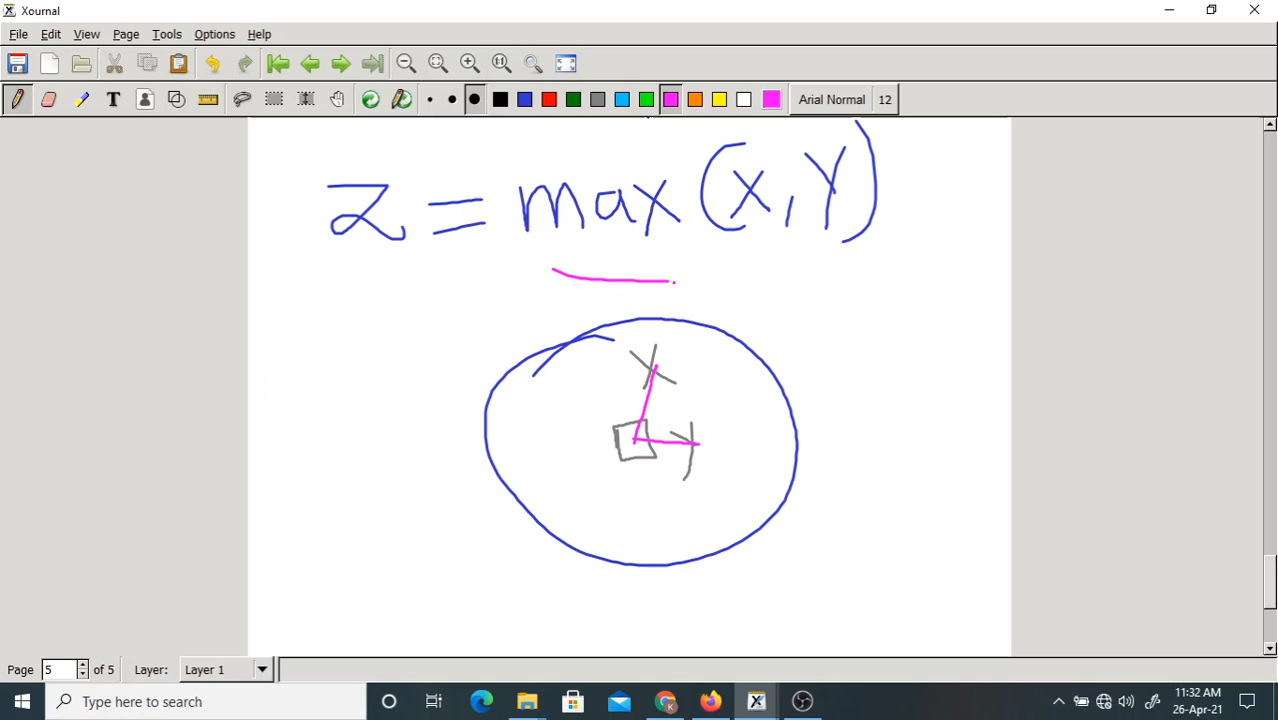 Xournal
File Edit View Page Tools Options Help
T Arial Normal 12
Z = max (X, Y)
X
Y
Page 5 of 5 Layer: Layer 1
Type here to search
11:32 AM
26-Apr-21